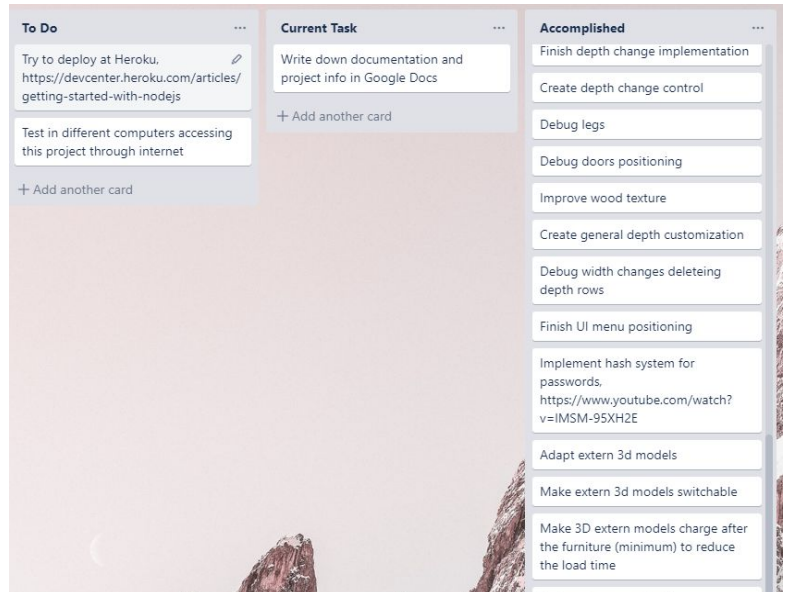 To Do
Try to deploy at Heroku,
https://devcenter.heroku.com/articles/
getting-started-with-nodejs
Test in different computers accessing
this project through internet
+ Add another card
Current Task
Write down documentation and
project info in Google Docs
+ Add another card
Accomplished
Finish depth change implementation
Create depth change control
Debug legs
Debug doors positioning
Improve wood texture
Create general depth customization
Debug width changes deleteing
depth rows
Finish UI menu positioning
Implement hash system for
passwords,
https://www.youtube.com/watch?
v=IMSM-95XH2E
Adapt extern 3d models
Make extern 3d models switchable
Make 3D extern models charge after
the furniture (minimum) to reduce
the load time